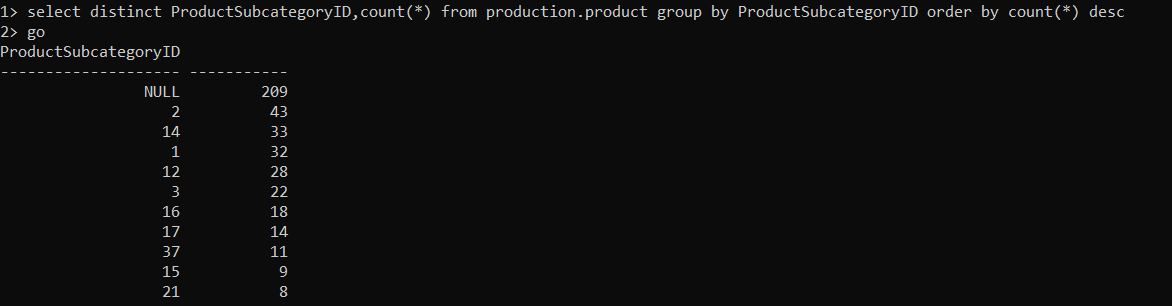 1> select distinct ProductSubcategoryID,count(*) from production.product group by ProductSubcategoryID order by count(*) desc
2> go
ProductSubcategoryID
-------------------- -----------
NULL 209
2 43
14 33
1 32
12 28
3 22
16 18
17 14
37 11
15 9
21 8